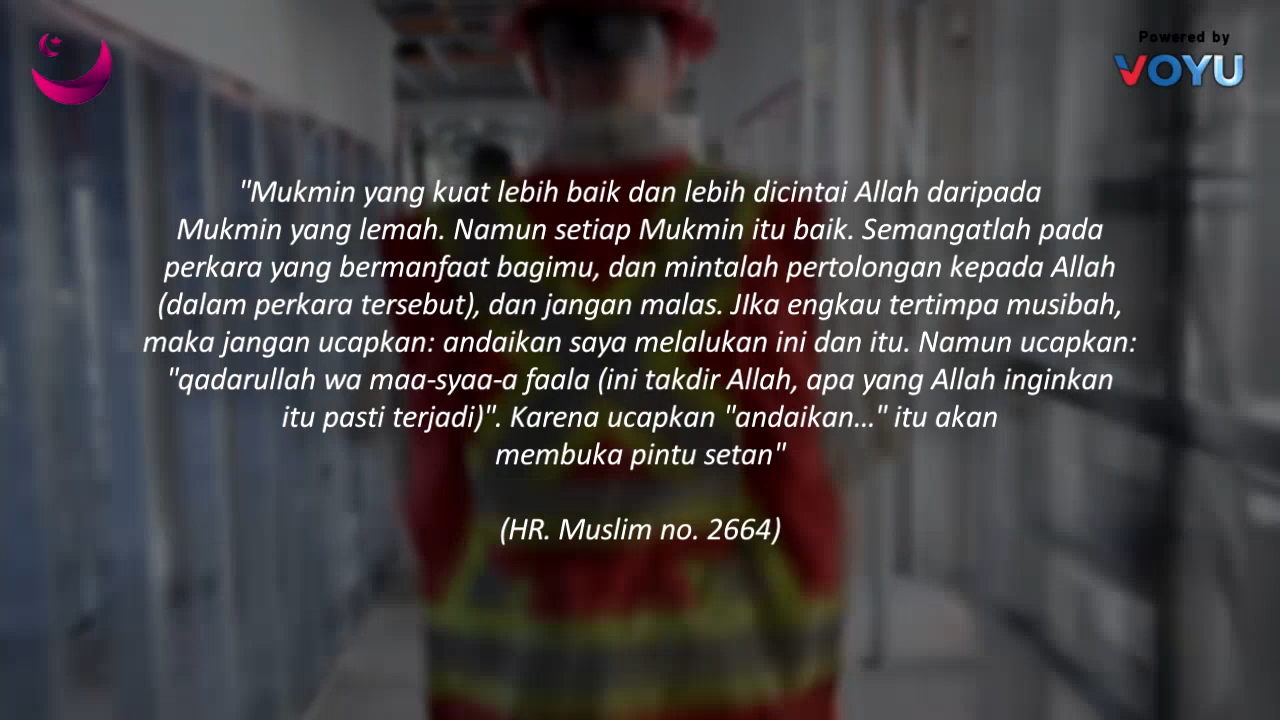 Powered by
VOYU
"Mukmin yang kuat lebih baik dan lebih dicintai Allah daripada
Mukmin yang lemah. Namun setiap Mukmin itu baik. Semangatlah pada
perkara yang bermanfaat bagimu, dan mintalah pertolongan kepada Allah
(dalam perkara tersebut), dan jangan malas. JIka engkau tertimpa musibah,
maka jangan ucapkan: andaikan saya melalukan ini dan itu. Namun ucapkan:
"qadarullah wa maa-syaa-a faala (ini takdir Allah, apa yang Allah inginkan
itu pasti terjadi)". Karena ucapkan "andaikan..." itu akan
membuka pintu setan"
(HR. Muslim no. 2664)